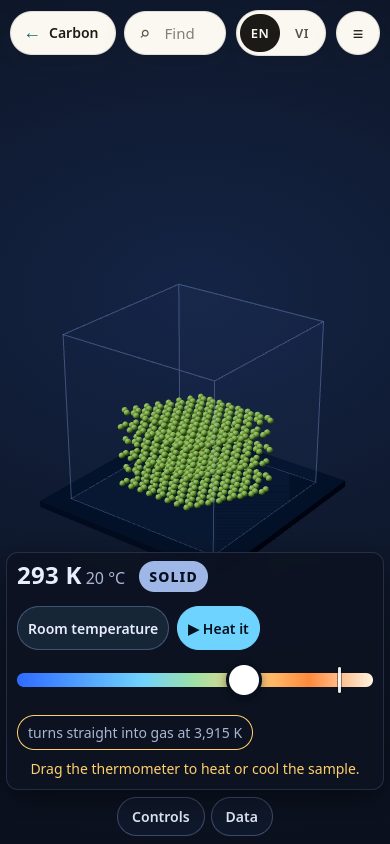 ← Carbon
Find
EN VI
≡
293 K 20 °C SOLID
Room temperature
▶ Heat it
turns straight into gas at 3,915 K
Drag the thermometer to heat or cool the sample.
Controls
Data